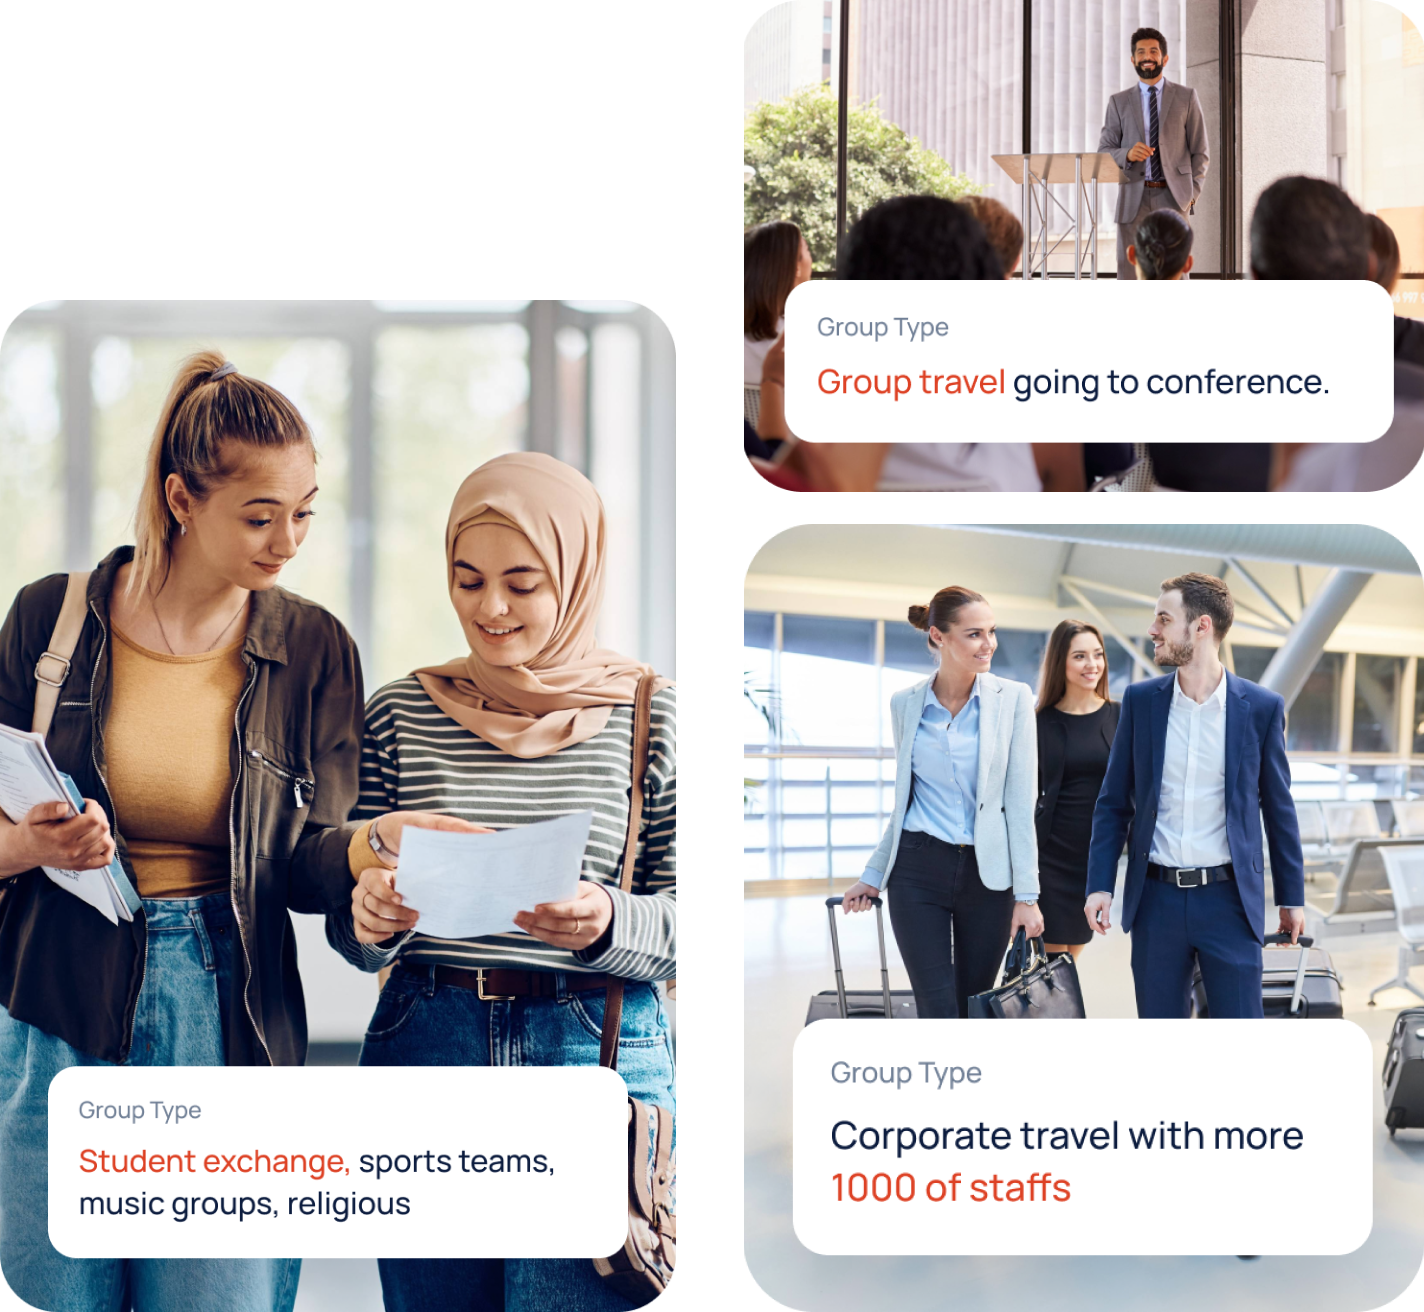 Group Type
Group travel going to conference.
Group Type
Student exchange, sports teams,
music groups, religious
Group Type
Corporate travel with more
1000 of staffs